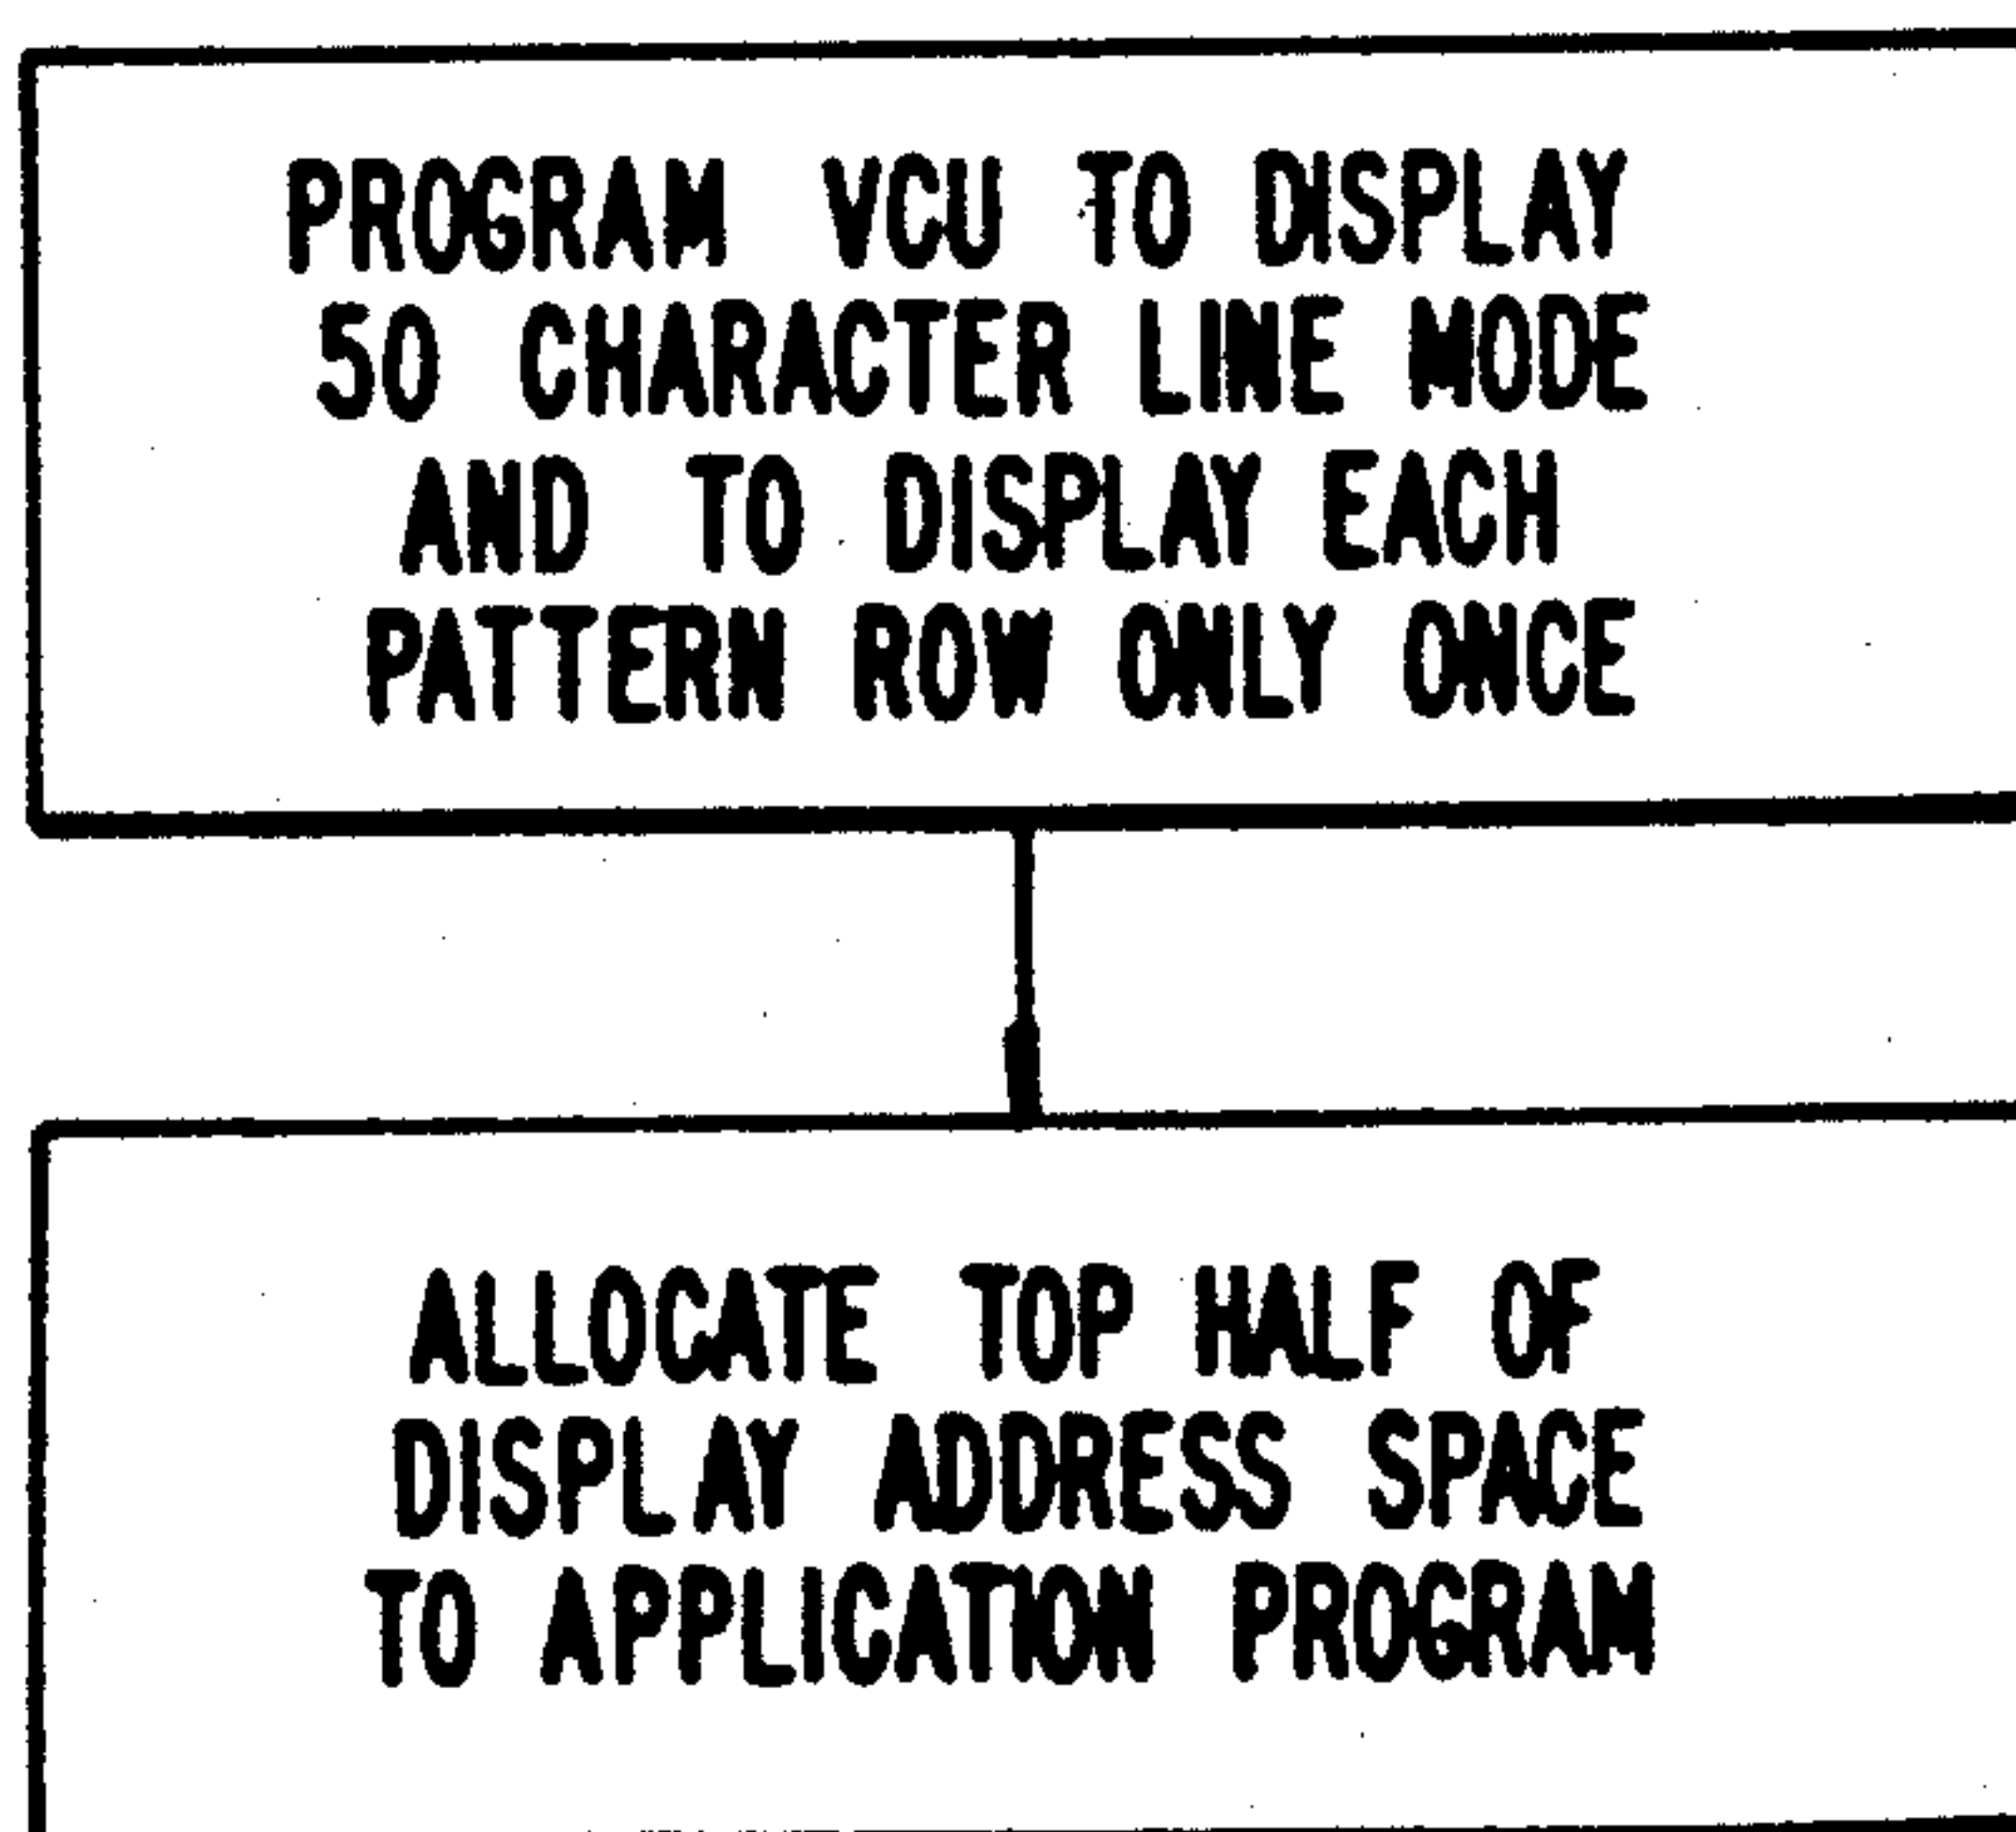 PROGRAM VCU TO DISPLAY
50 CHARACTER LINE MODE
AND TO DISPLAY EACH
PATTERN ROW ONLY ONCE
ALLOCATE TOP HALF OF
DISPLAY ADDRESS SPACE
TO APPLICATION PROGRAM